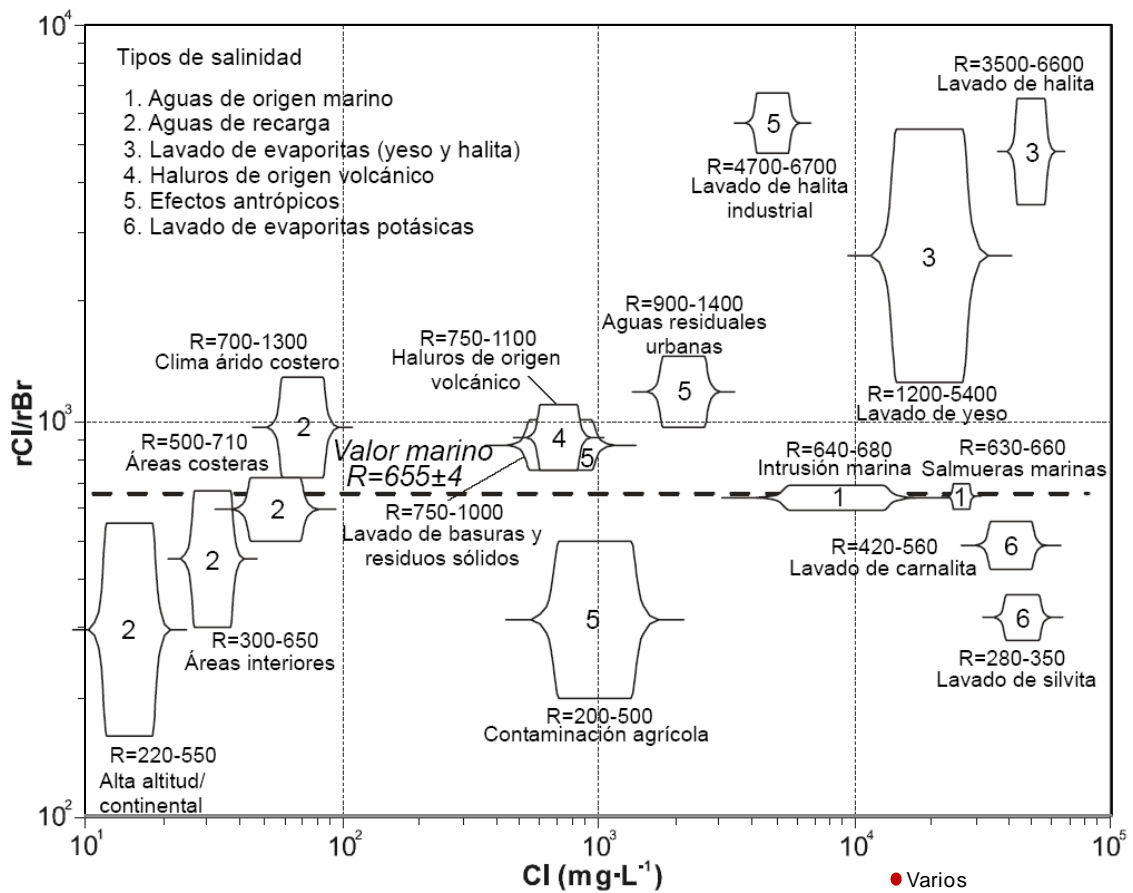 10⁴
Tipos de salinidad
1. Aguas de origen marino
2. Aguas de recarga
3. Lavado de evaporitas (yeso y halita)
4. Haluros de origen volcánico
5. Efectos antrópicos
6. Lavado de evaporitas potásicas
R=3500-6600
Lavado de halita
3
5
R=4700-6700
Lavado de halita
industrial
3
R=1200-5400
Lavado de yeso
R=900-1400
Aguas residuales
urbanas
5
R=750-1100
Haluros de origen
volcánico
4
5
R=700-1300
Clima árido costero
2
10³
rCl/rBr
R=500-710
Áreas costeras
2
Valor marino
R=655±4
R=750-1000
Lavado de basuras y
residuos sólidos
R=640-680
Intrusión marina
1
R=630-660
Salmueras marinas
1
R=420-560
Lavado de carnalita
6
6
R=280-350
Lavado de silvita
2
R=300-650
Áreas interiores
2
R=220-550
Alta altitud/
continental
5
R=200-500
Contaminación agrícola
10²
10¹
10²
10³
10⁴
10⁵
Cl (mg·L⁻¹)
Varios